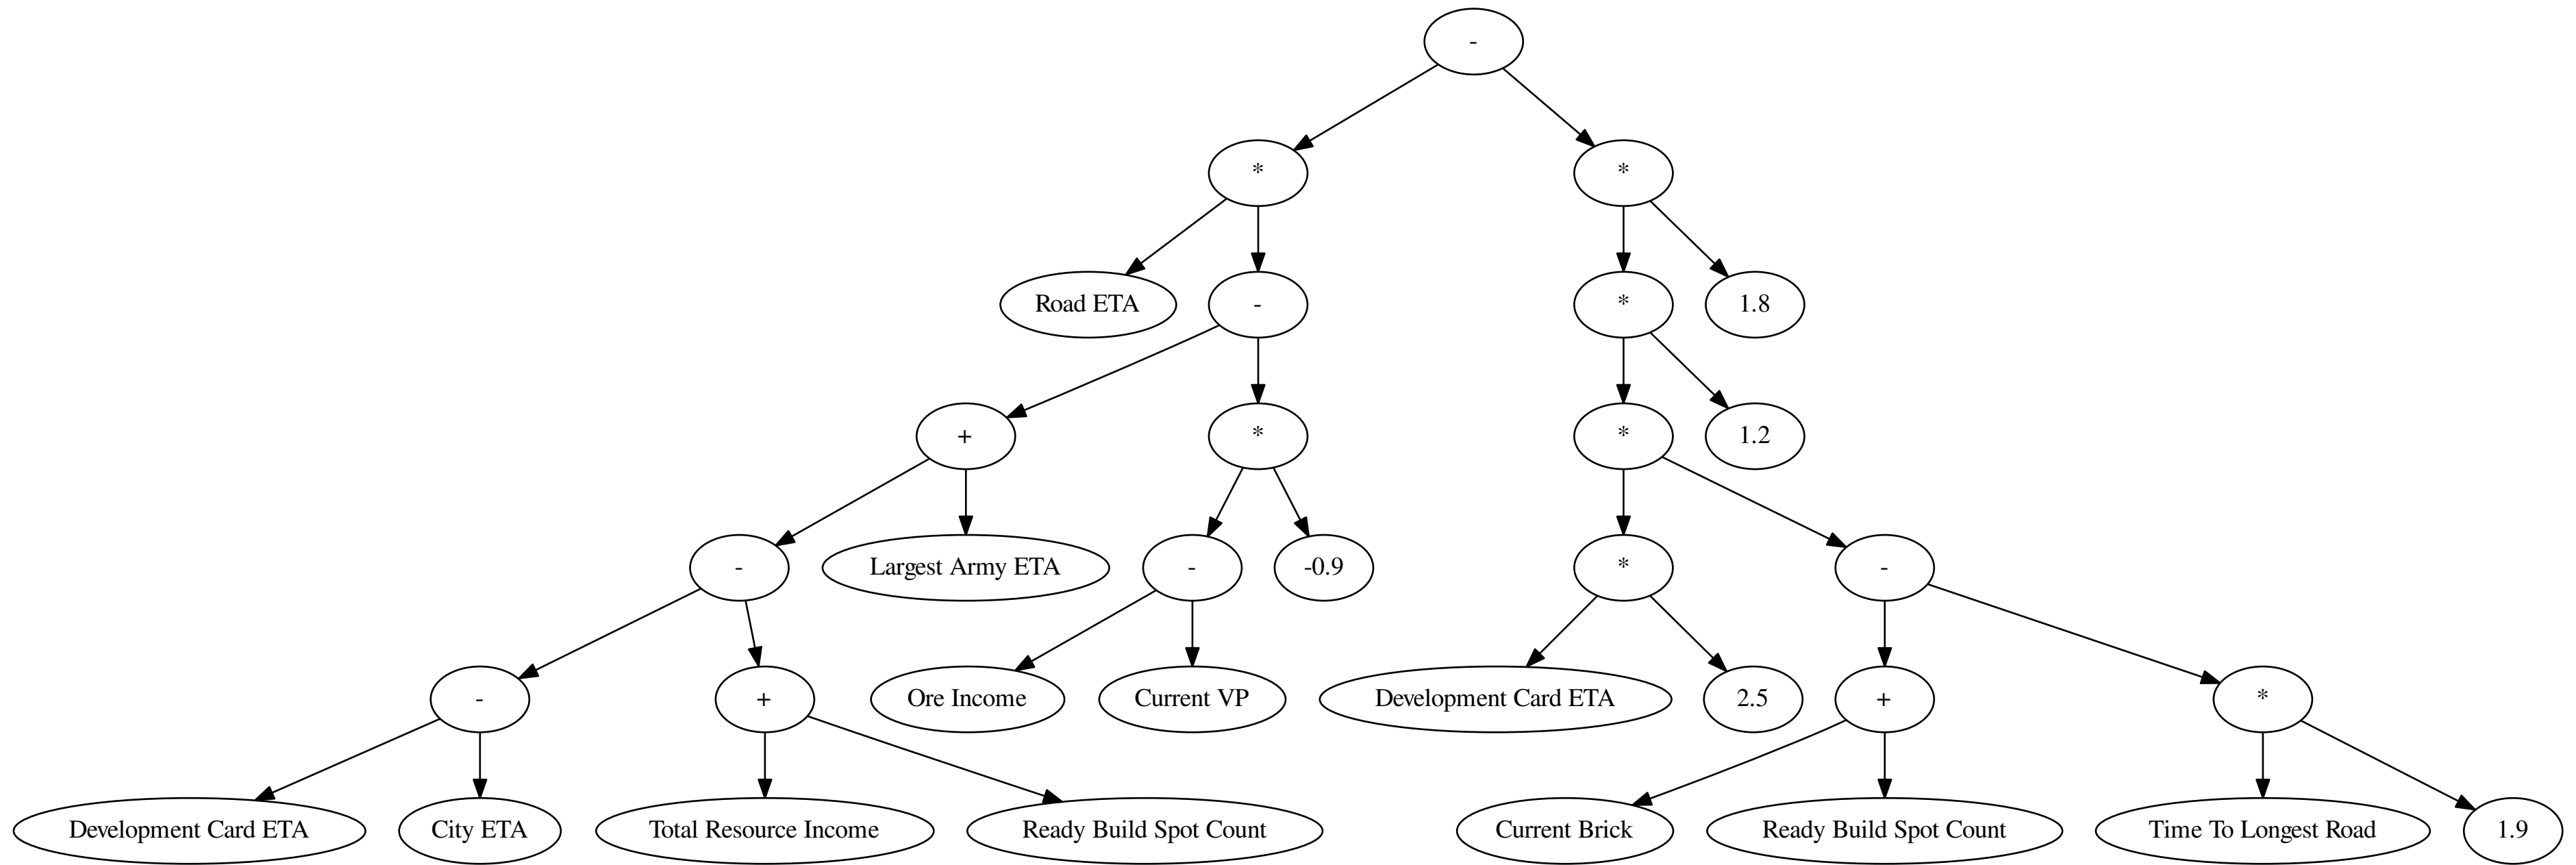 -
*
*
Road ETA
-
*
1.8
+
*
*
1.2
-
Largest Army ETA
-
-0.9
*
-
-
+
Ore Income
Current VP
Development Card ETA
2.5
+
*
Development Card ETA
City ETA
Total Resource Income
Ready Build Spot Count
Current Brick
Ready Build Spot Count
Time To Longest Road
1.9